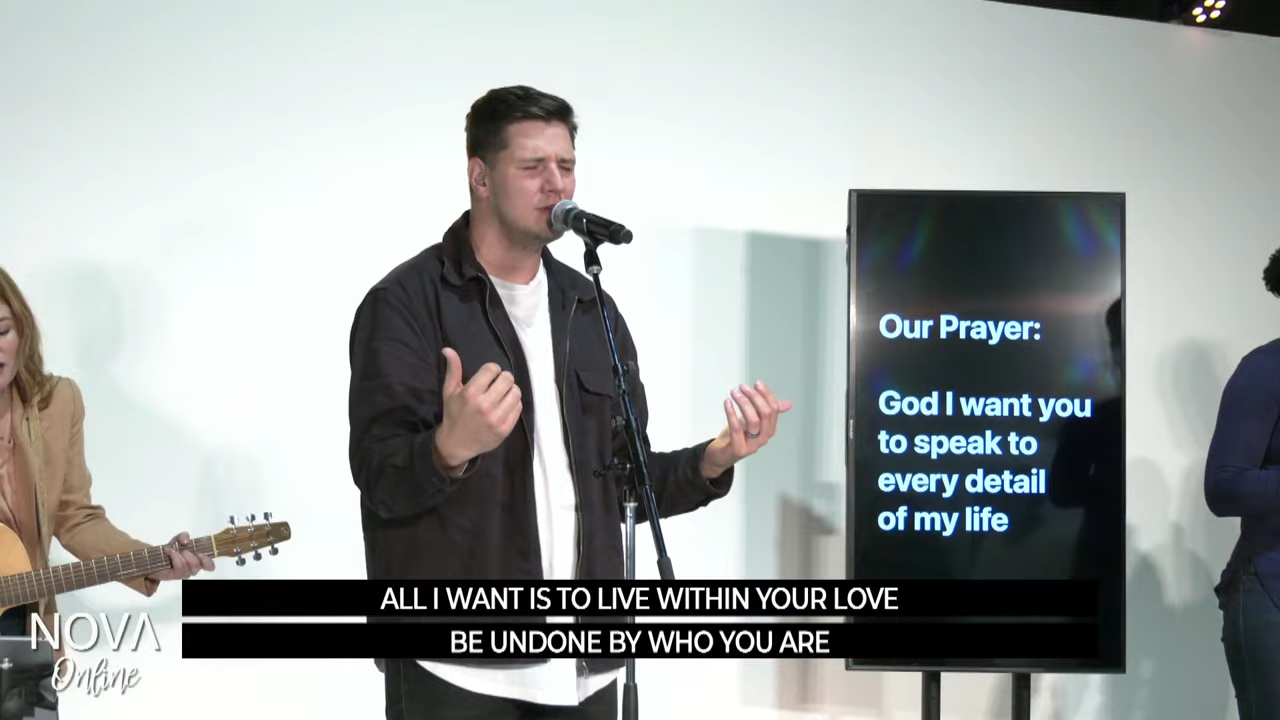 Our Prayer:
God I want you
to speak to
every detail
of my life
ALL I WANT IS TO LIVE WITHIN YOUR LOVE
BE UNDONE BY WHO YOU ARE
NOVA
Online